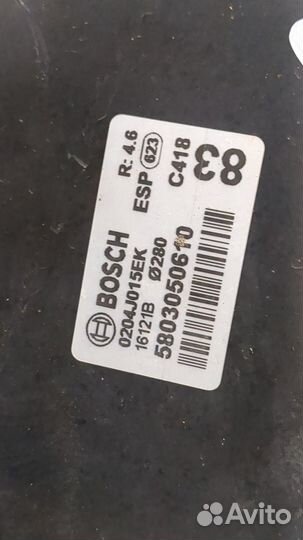 R: 4.6
ESP 623
C418
83
BOSCH
0204J015EK
16121B Ø280
5803050610
Avito